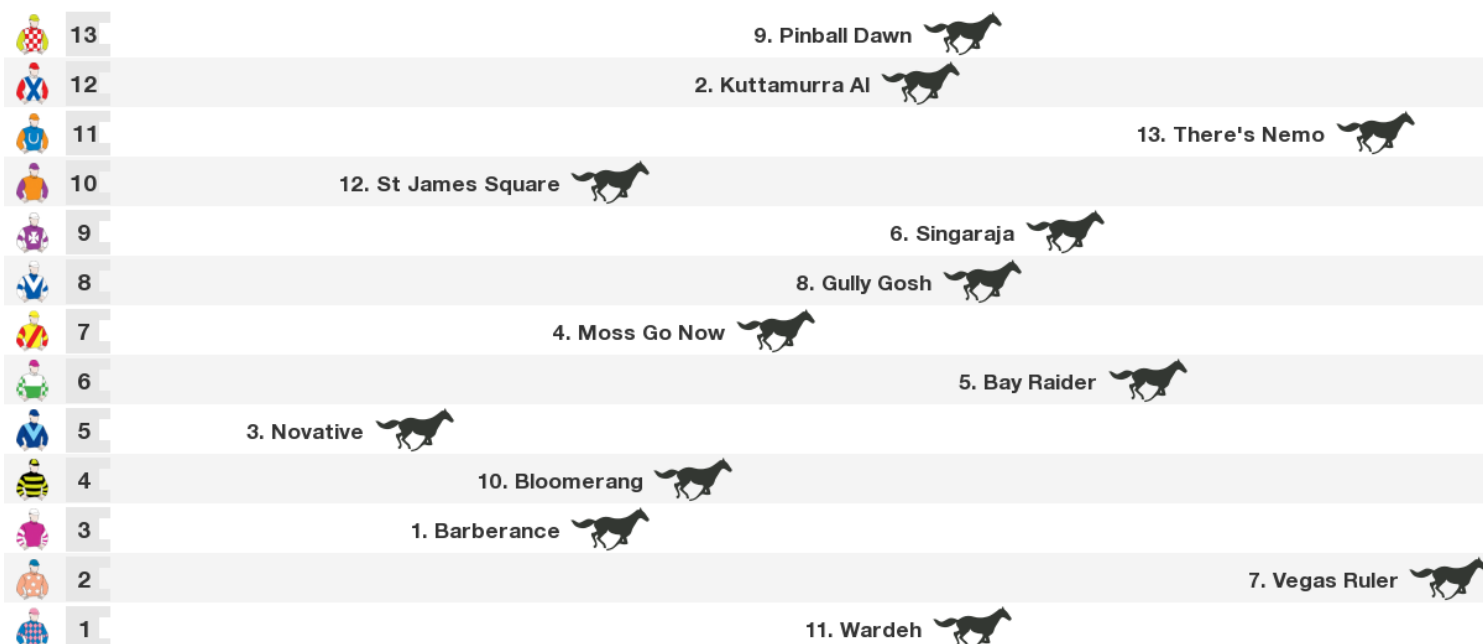 13 9. Pinball Dawn
12 2. Kuttamurra Al
11 13. There's Nemo
10 12. St James Square
9 6. Singaraja
8 8. Gully Gosh
7 4. Moss Go Now
6 5. Bay Raider
5 3. Novative
4 10. Bloomerang
3 1. Barberance
2 7. Vegas Ruler
1 11. Wardeh